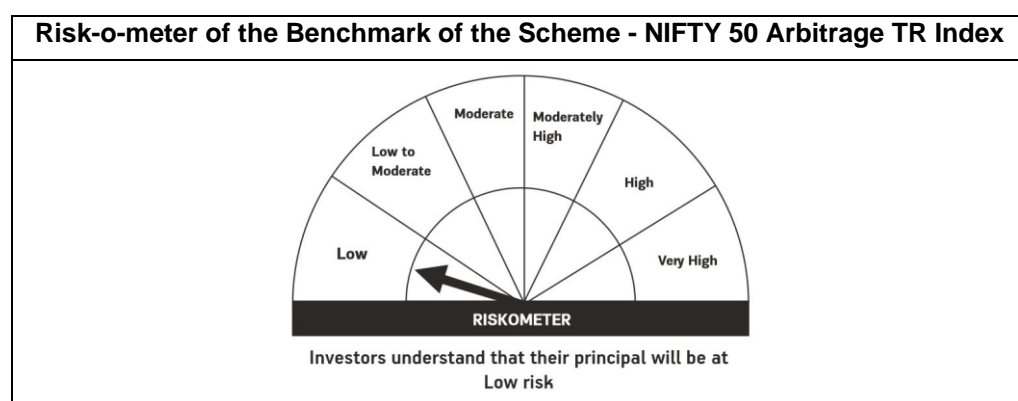 Risk-o-meter of the Benchmark of the Scheme - NIFTY 50 Arbitrage TR Index
Moderate
Moderately
High
Low to
Moderate
High
Low
Very High
RISKOMETER
Investors understand that their principal will be at
Low risk